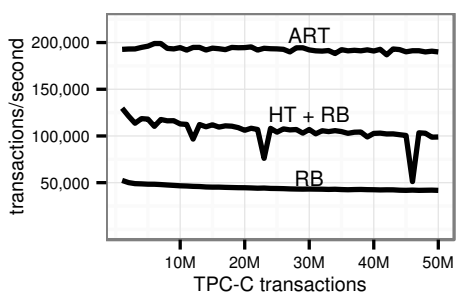 transactions/second
200,000
150,000
100,000
50,000
ART
HT + RB
RB
10M 20M 30M 40M 50M
TPC-C transactions